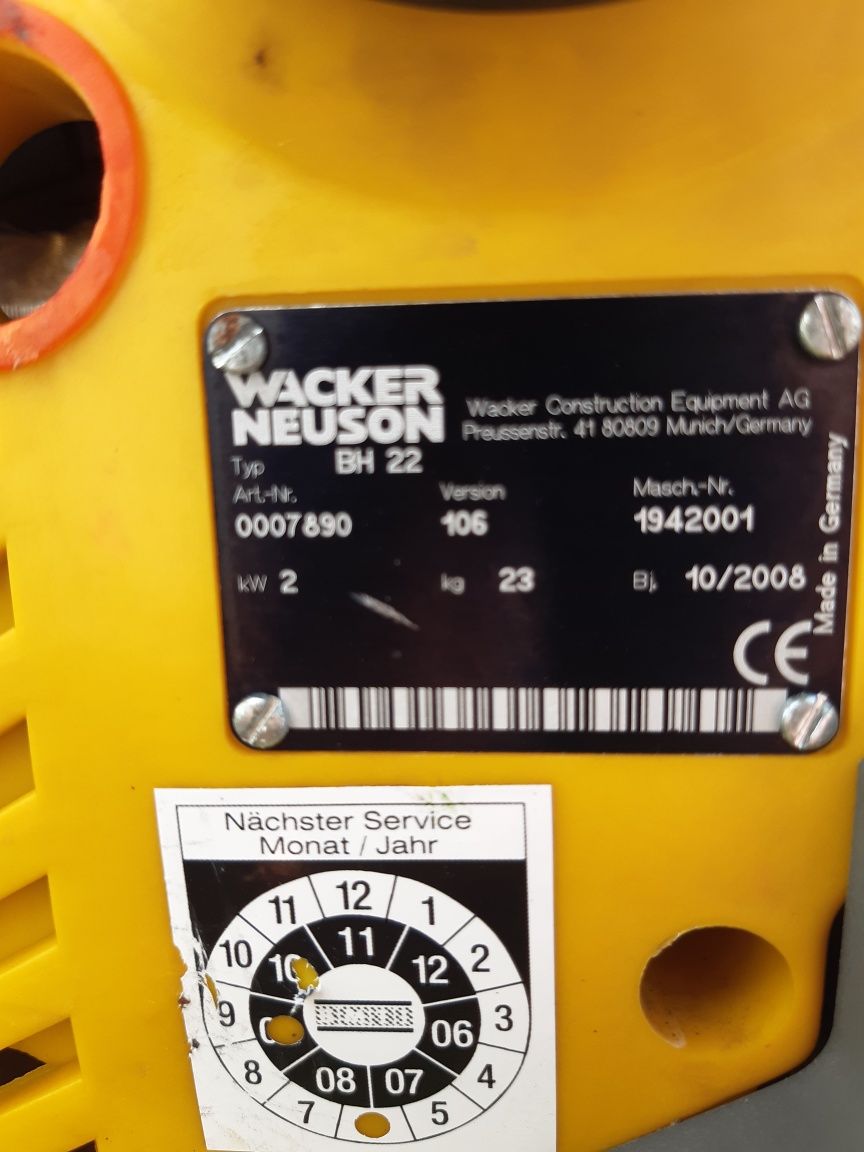 WACKER
NEUSON
Wacker Construction Equipment AG
Preussenstr. 41 80809 Munich/Germany
Typ BH 22
Art.-Nr. Version Masch.-Nr.
0007890 106 1942001
kW 2 kg 23 Bj. 10/2008
Made in Germany
CE
Nächster Service
Monat / Jahr
12
11 1
11
10 10 12 2
9 06 3
8 08 07 4
7 5